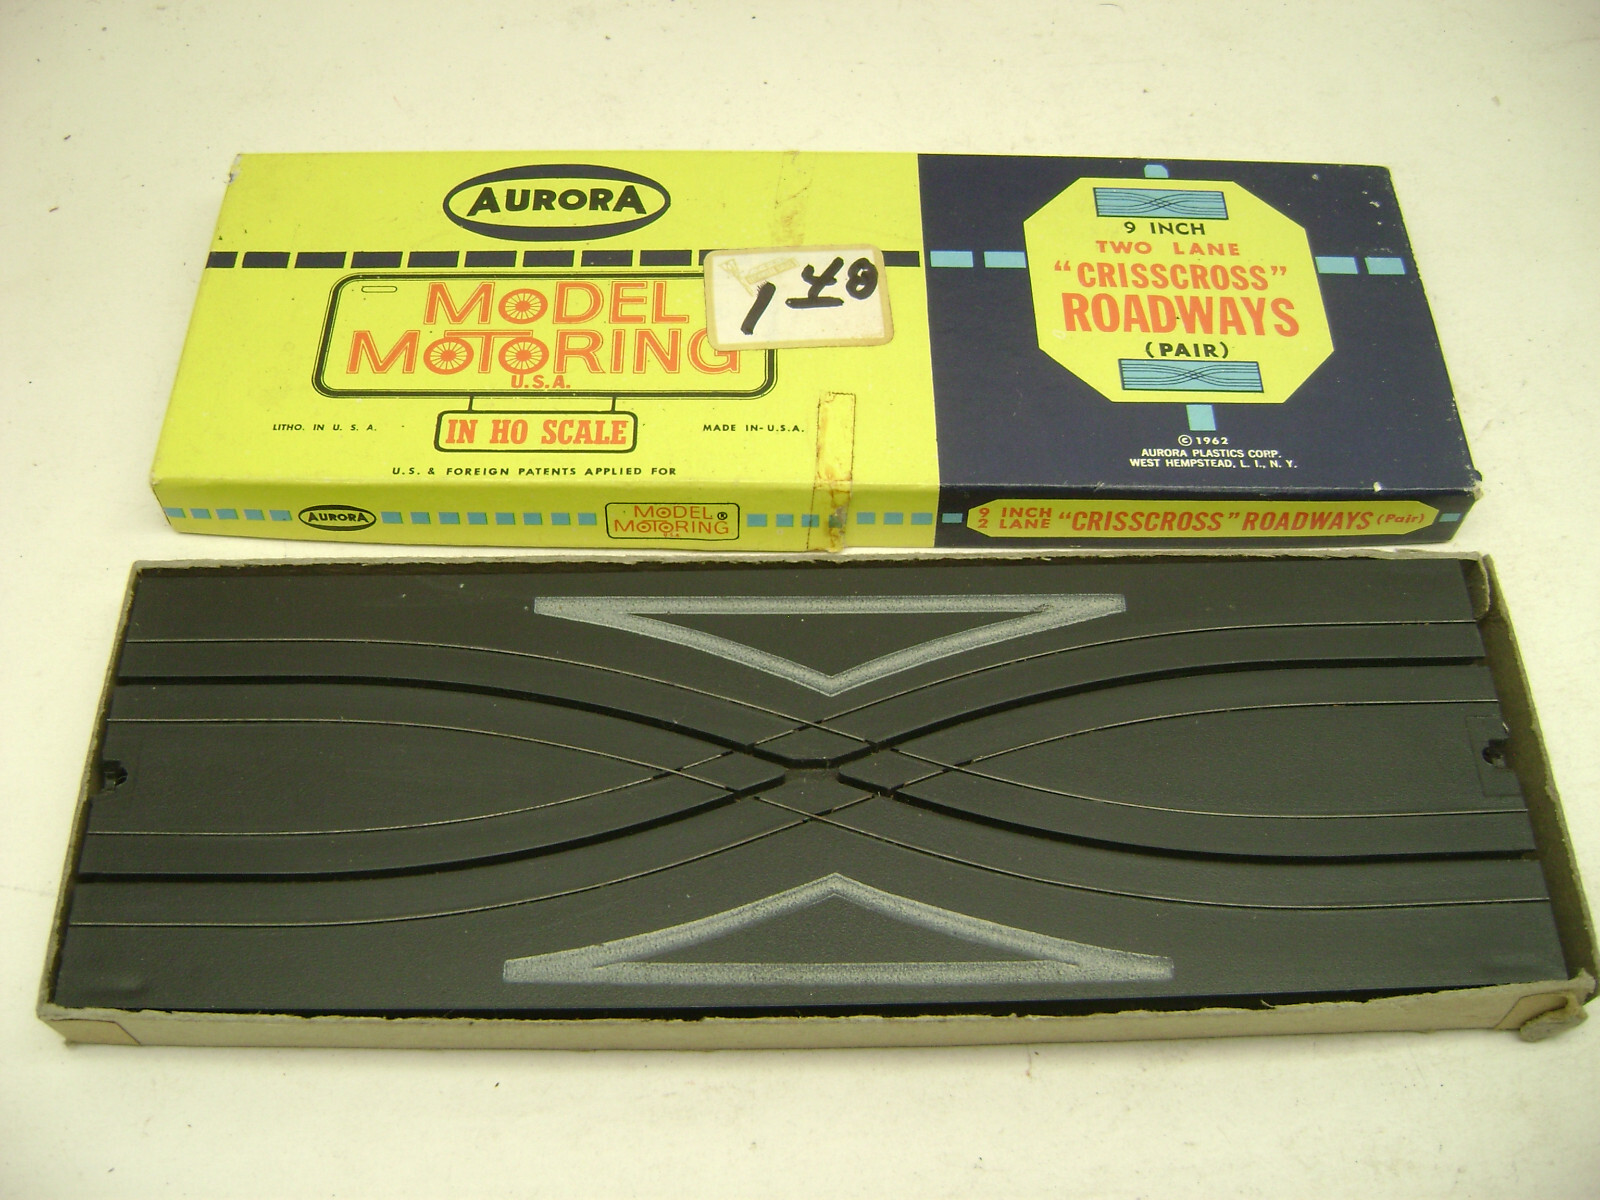 AURORA
MODEL
MOTORING
U.S.A.
IN HO SCALE
LITHO. IN U. S. A.
MADE IN-U.S.A.
U.S. & FOREIGN PATENTS APPLIED FOR
1 48
9 INCH
TWO LANE
“CRISSCROSS”
ROADWAYS
(PAIR)
© 1962
AURORA PLASTICS CORP.
WEST HEMPSTEAD, L. I., N. Y.
AURORA
MODEL ®
MOTORING
U.S.A.
9 INCH
2 LANE “CRISSCROSS” ROADWAYS (Pair)